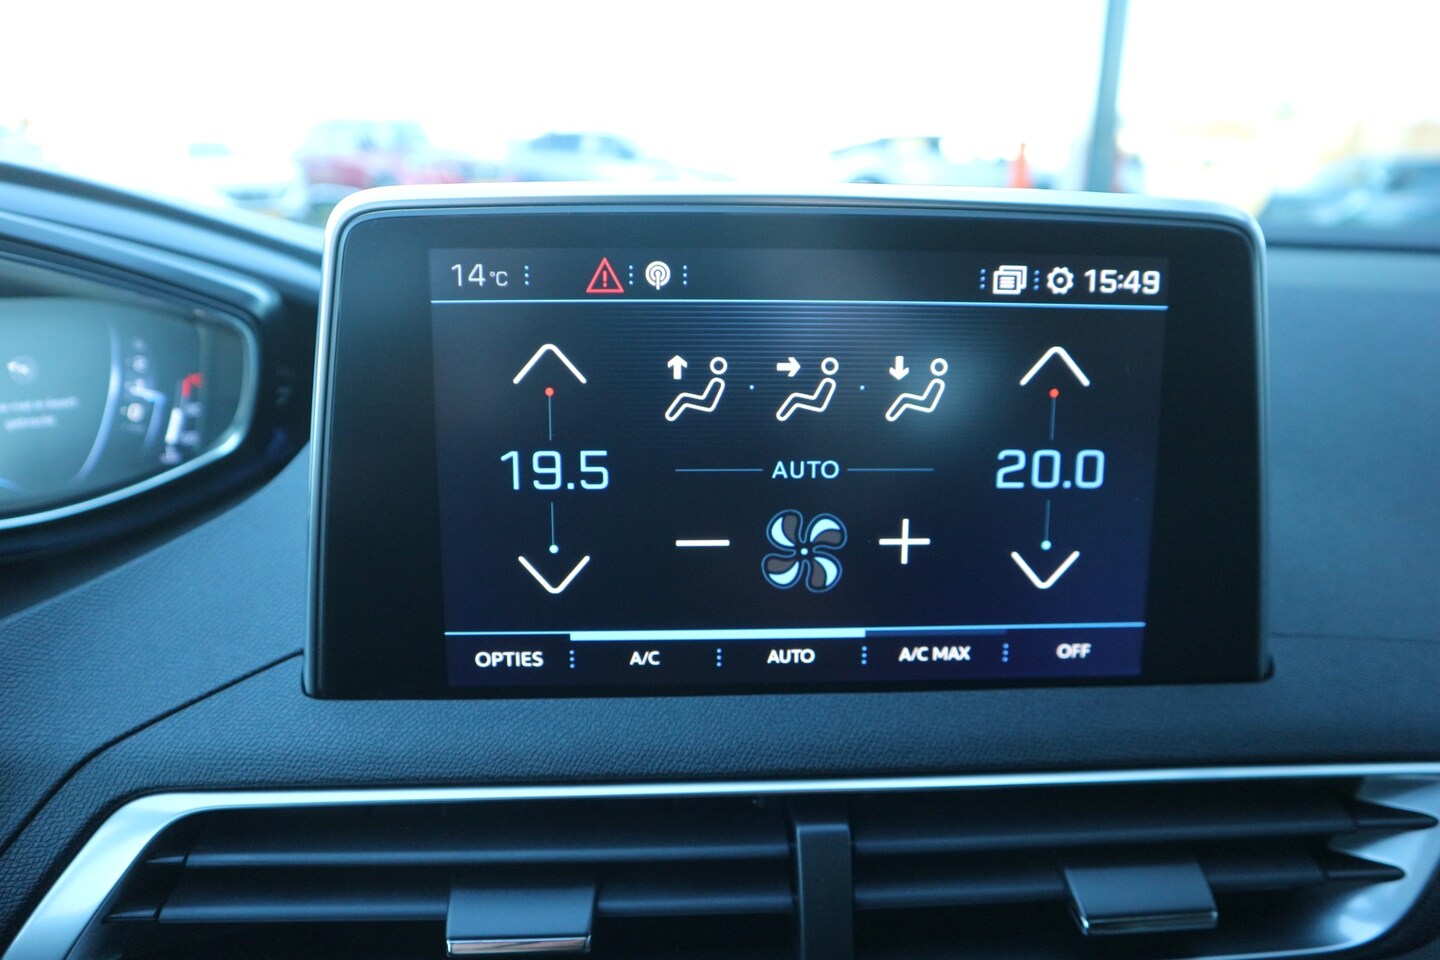 14°C 15:49
19.5 AUTO 20.0
OPTIES A/C AUTO A/C MAX OFF